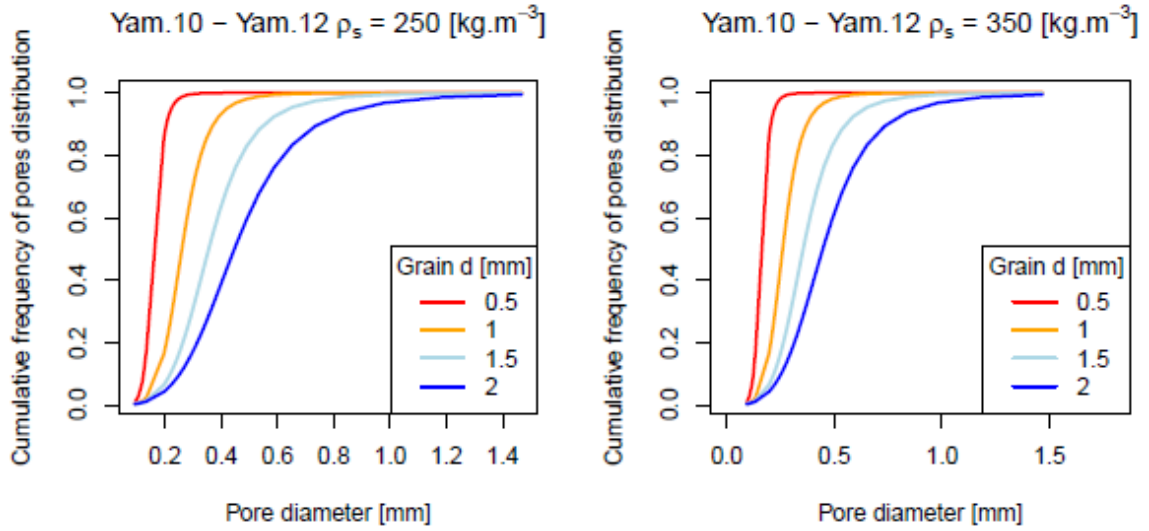 Yam.10 − Yam.12 ρs = 250 [kg.m−3]
Cumulative frequency of pores distribution
1.0
0.8
0.6
0.4
0.2
0.0
Grain d [mm]
0.5
1
1.5
2
0.2 0.4 0.6 0.8 1.0 1.2 1.4
Pore diameter [mm]
Yam.10 − Yam.12 ρs = 350 [kg.m−3]
Cumulative frequency of pores distribution
1.0
0.8
0.6
0.4
0.2
0.0
Grain d [mm]
0.5
1
1.5
2
0.0 0.5 1.0 1.5
Pore diameter [mm]